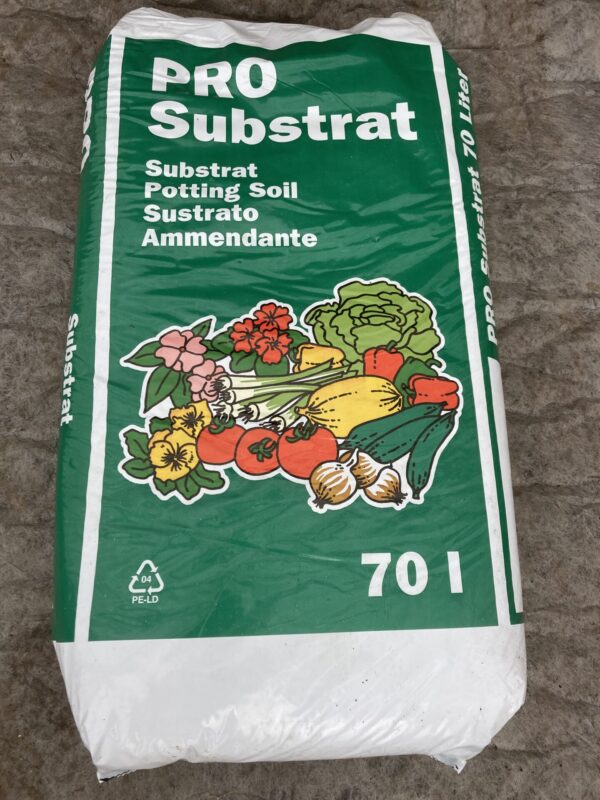 PRO
Substrat
Substrat
Potting Soil
Sustrato
Ammendante
70 l
04
PE-LD
PRO Substrat 70 Liter
Substrat